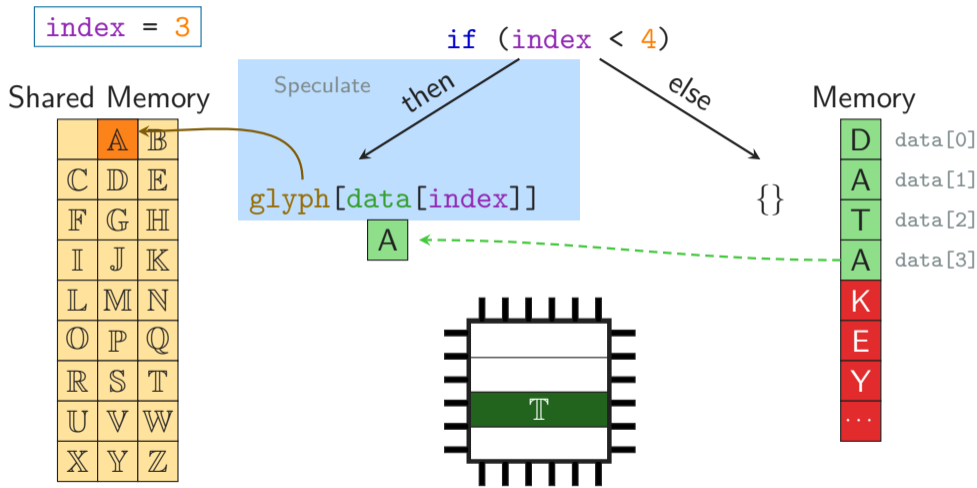 index = 3
if (index < 4)
Speculate
then
else
Shared Memory
𝔸 𝔹
ℂ 𝔻 𝔼
𝔽 𝔾 ℍ
𝕀 𝕁 𝕂
𝕃 𝕄 ℕ
𝕆 ℙ ℚ
ℝ 𝕊 𝕋
𝕌 𝕍 𝕎
𝕏 𝕐 ℤ
glyph[data[index]]
A
{}
𝕋
Memory
D data[0]
A data[1]
T data[2]
A data[3]
K
E
Y
...